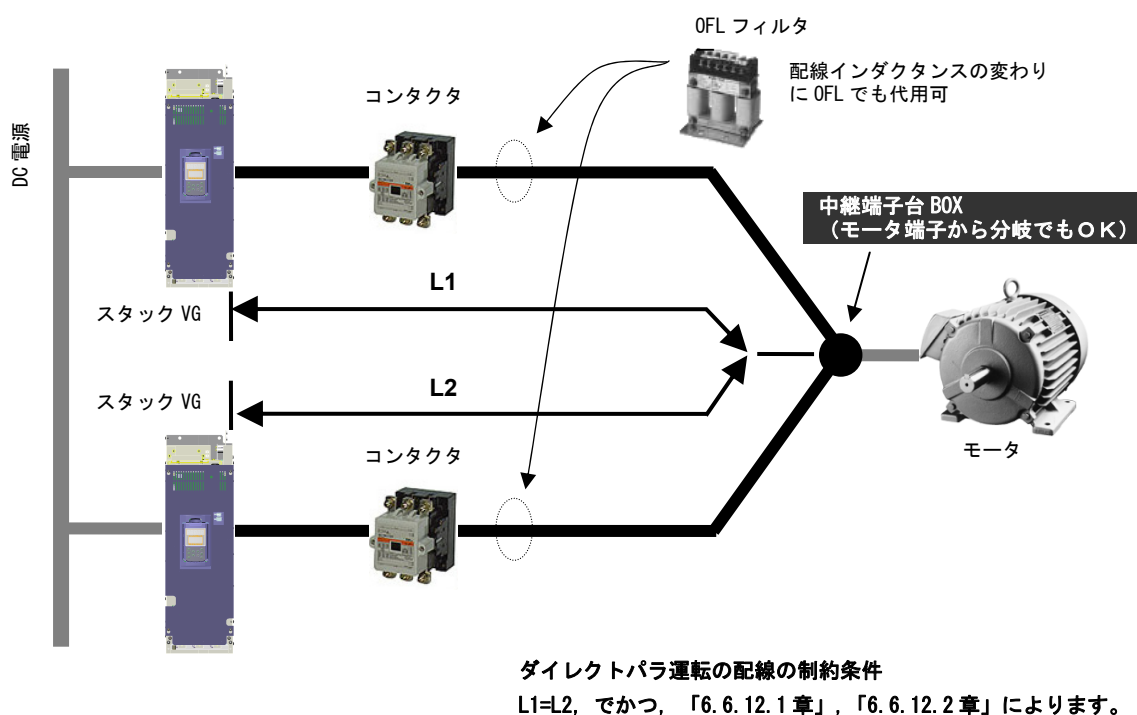 OFL フィルタ
配線インダクタンスの変わり
に OFL でも代用可
コンタクタ
DC 電源
中継端子台 BOX
（モータ端子から分岐でもＯＫ）
L1
スタック VG
スタック VG
L2
コンタクタ
モータ
ダイレクトパラ運転の配線の制約条件
L1=L2, でかつ, 「6.6.12.1 章」,「6.6.12.2 章」によります。